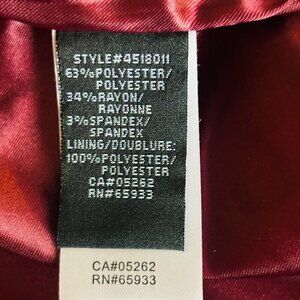 STYLE#4518011
63%POLYESTER/
POLYESTER
34%RAYON/
RAYONNE
3%SPANDEX/
SPANDEX
LINING/DOUBLURE:
100%POLYESTER/
POLYESTER
CA#05262
RN#65933
CA#05262
RN#65933